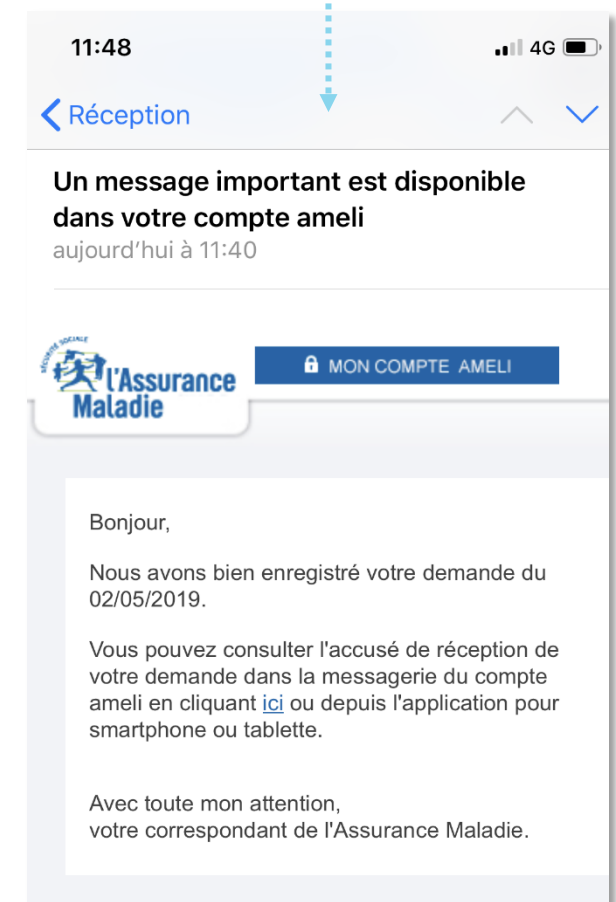 11:48 4G
Réception
Un message important est disponible
dans votre compte ameli
aujourd'hui à 11:40
SÉCURITÉ SOCIALE
l'Assurance
Maladie
MON COMPTE AMELI
Bonjour,
Nous avons bien enregistré votre demande du
02/05/2019.
Vous pouvez consulter l'accusé de réception de
votre demande dans la messagerie du compte
ameli en cliquant ici ou depuis l'application pour
smartphone ou tablette.
Avec toute mon attention,
votre correspondant de l'Assurance Maladie.